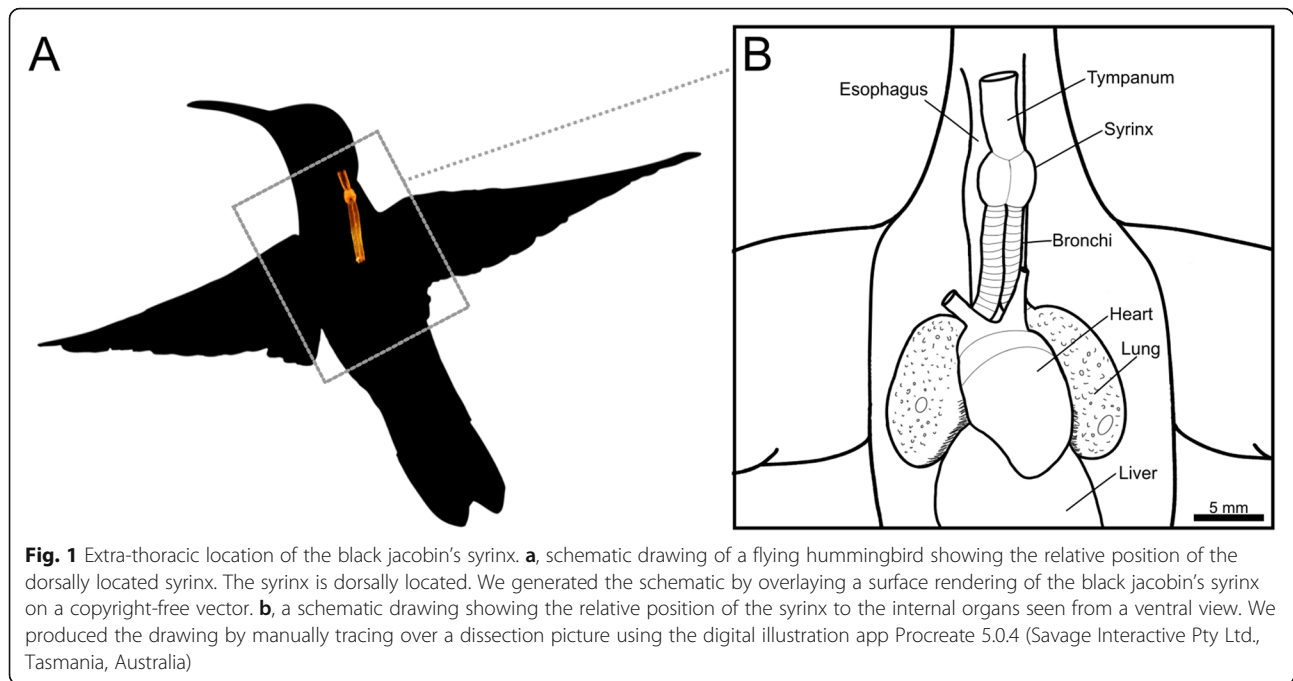 A
B
Esophagus
Tympanum
Syrinx
Bronchi
Heart
Lung
Liver
5 mm
Fig. 1 Extra-thoracic location of the black jacobin's syrinx. a, schematic drawing of a flying hummingbird showing the relative position of the
dorsally located syrinx. The syrinx is dorsally located. We generated the schematic by overlaying a surface rendering of the black jacobin's syrinx
on a copyright-free vector. b, a schematic drawing showing the relative position of the syrinx to the internal organs seen from a ventral view. We
produced the drawing by manually tracing over a dissection picture using the digital illustration app Procreate 5.0.4 (Savage Interactive Pty Ltd.,
Tasmania, Australia)